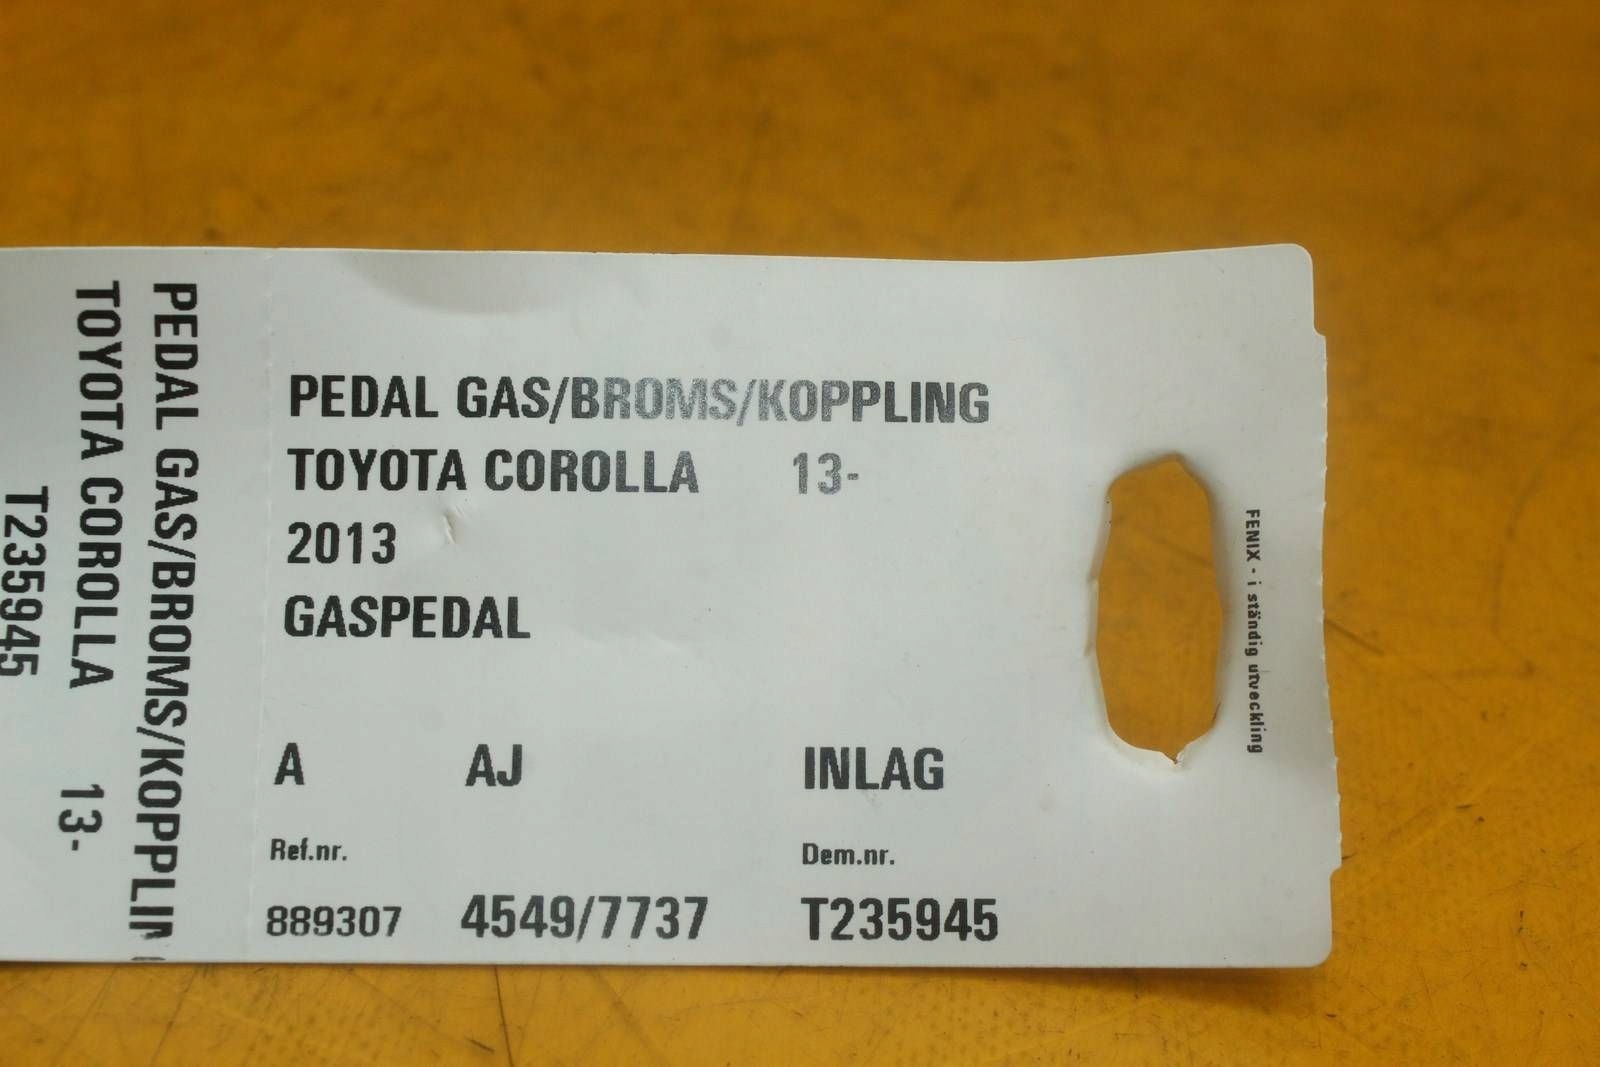 PEDAL GAS/BROMS/KOPPLING
TOYOTA COROLLA 13-
2013
GASPEDAL
A AJ INLAG
Ref.nr. Dem.nr.
889307 4549/7737 T235945
FENIX - i ständig utveckling
PEDAL GAS/BROMS/KOPPLIN
TOYOTA COROLLA 13-
T235945